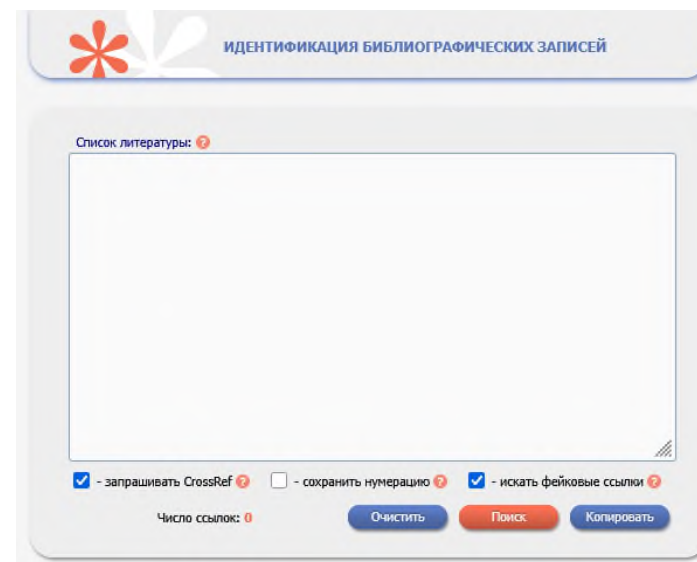 ИДЕНТИФИКАЦИЯ БИБЛИОГРАФИЧЕСКИХ ЗАПИСЕЙ
Список литературы: ?
- запрашивать CrossRef ? - сохранить нумерацию ? - искать фейковые ссылки ?
Число ссылок: 0 Очистить Поиск Копировать